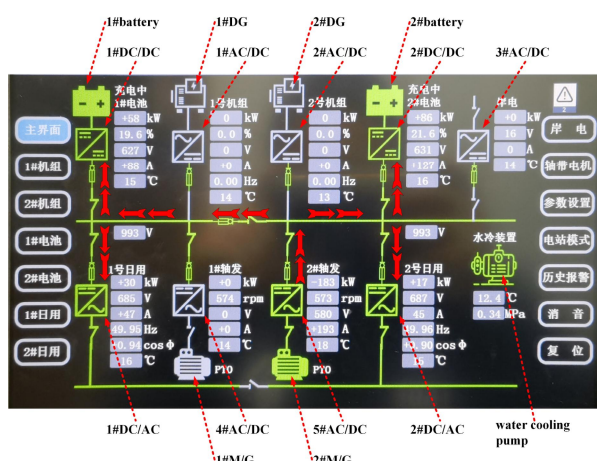 1#battery 1#DG 2#DG 2#battery
1#DC/DC 1#AC/DC 2#AC/DC 2#DC/DC 3#AC/DC
充电中
1#电池
+58 kW
19.6 %
627 V
+88 A
15 ℃
1号机组
0 kW
0.0 %
0 V
+0 A
0.00 Hz
14 ℃
2号机组
0 kW
0.0 %
0 V
+0 A
0.00 Hz
13 ℃
充电中
2#电池
+86 kW
21.6 %
631 V
+127 A
16 ℃
岸电
+0 kW
16 V
0 V
0 A
14 ℃
2
主界面
1#机组
2#机组
1#电池
2#电池
1#日用
2#日用
岸 电
轴带电机
参数设置
电站模式
历史报警
消 音
复 位
993 V
993 V
1号日用
+30 kW
685 V
+47 A
49.95 Hz
+0.94 cosΦ
16 ℃
1#轴发
+0 kW
574 rpm
0 V
+0 A
14 ℃
PTO
2#轴发
-183 kW
573 rpm
580 V
+193 A
18 ℃
PTO
2号日用
+17 kW
687 V
45 A
49.96 Hz
+0.90 cosΦ
15 ℃
水冷装置
12.4 ℃
0.34 MPa
1#DC/AC 4#AC/DC 5#AC/DC 2#DC/AC water cooling
pump
1#M/G 2#M/G